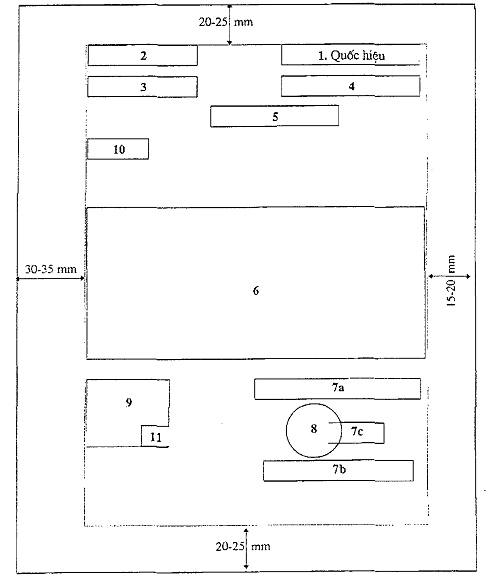 20-25 mm
2
1. Quốc hiệu
3
4
5
10
6
30-35 mm
15-20 mm
7a
9
8
7c
11
7b
20-25 mm